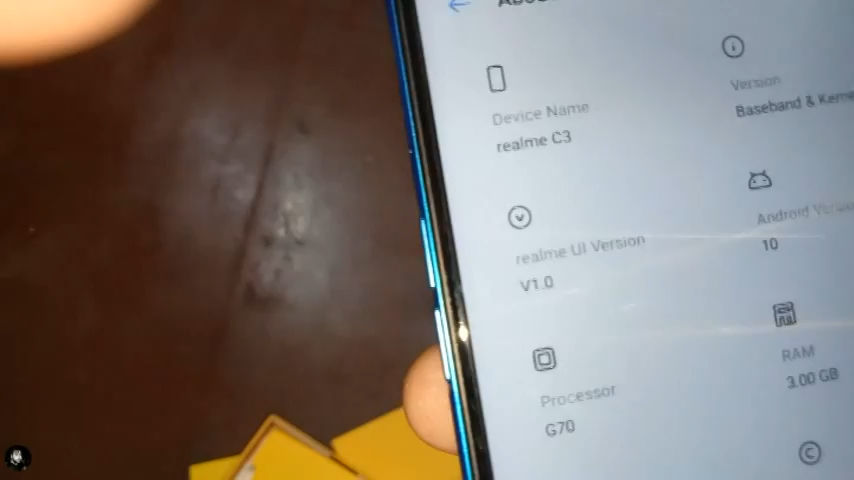 Device Name
realme C3
Version
Baseband & Kerne
realme UI Version
V1.0
Android
10
Processor
G70
RAM
3.00 GB